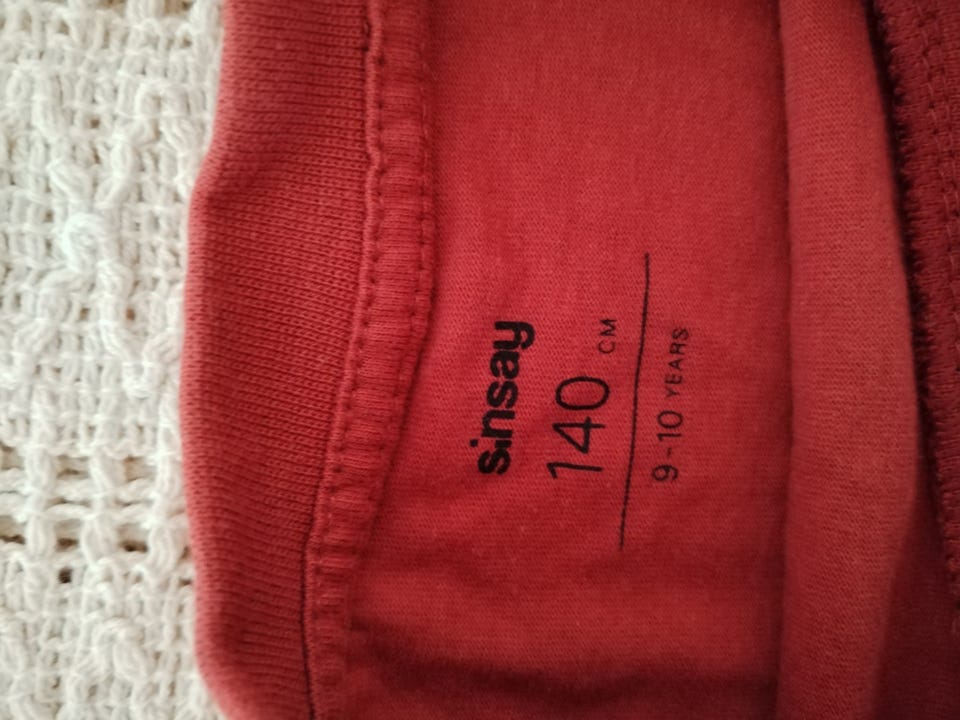 sinsay
140 CM
9-10 YEARS